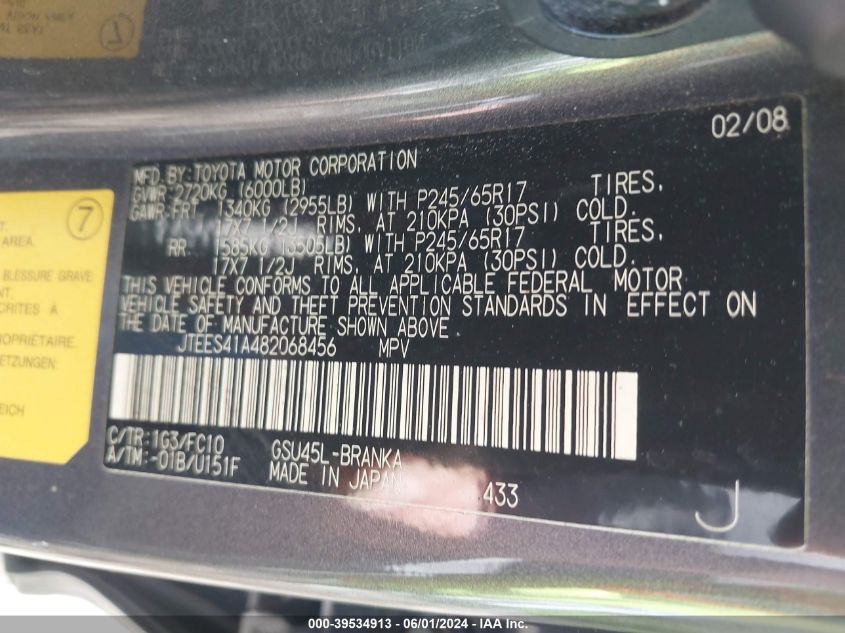 02/08
MFD. BY: TOYOTA MOTOR CORPORATION
GVWR: 2720KG (6000LB)
GAWR: FRT 1340KG (2955LB) WITH P245/65R17 TIRES,
17X7 1/2J RIMS, AT 210KPA (30PSI) COLD.
RR 1585KG (3505LB) WITH P245/65R17 TIRES,
17X7 1/2J RIMS, AT 210KPA (30PSI) COLD.
THIS VEHICLE CONFORMS TO ALL APPLICABLE FEDERAL MOTOR
VEHICLE SAFETY AND THEFT PREVENTION STANDARDS IN EFFECT ON
THE DATE OF MANUFACTURE SHOWN ABOVE.
JTEES41A482068456 MPV
C/TR: 1G3/FC10 GSU45L-BRANKA
A/TM: -01B/U151F MADE IN JAPAN
433
J
7
AREA.
BLESSURE GRAVE
CRITES À
PROPRIÉTAIRE.
ETZUNGEN:
000-39534913 - 06/01/2024 - IAA Inc.